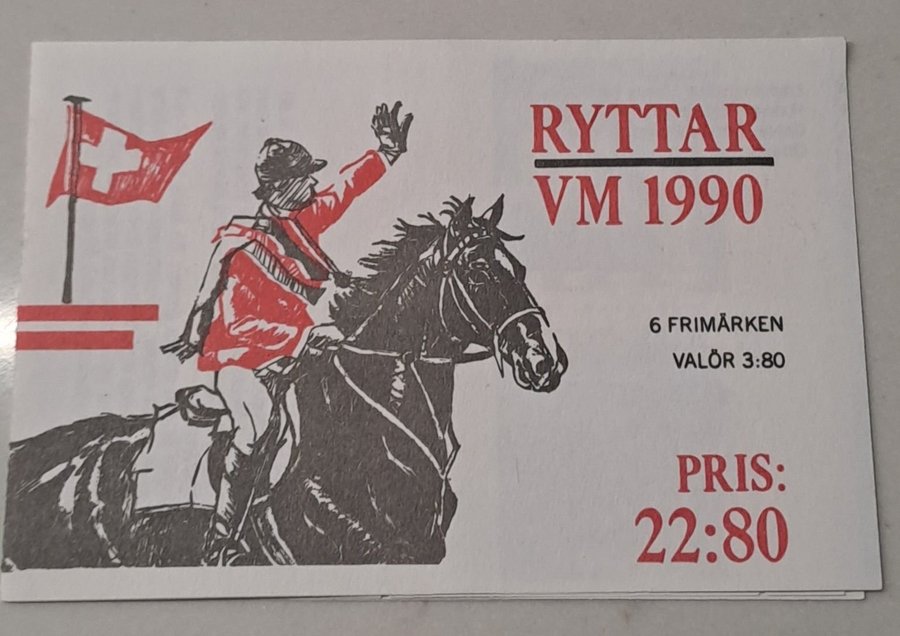 RYTTAR
VM 1990
6 FRIMÄRKEN
VALÖR 3:80
PRIS:
22:80